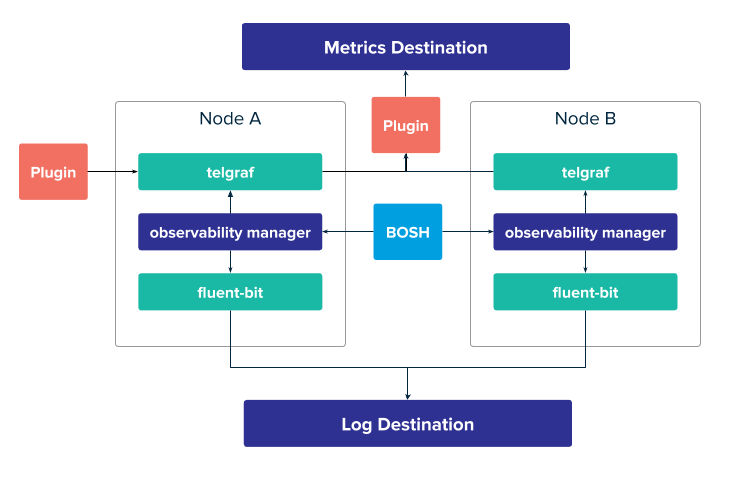 Metrics Destination
Node A
Plugin
Node B
Plugin
telgraf
telgraf
observability manager
BOSH
observability manager
fluent-bit
fluent-bit
Log Destination